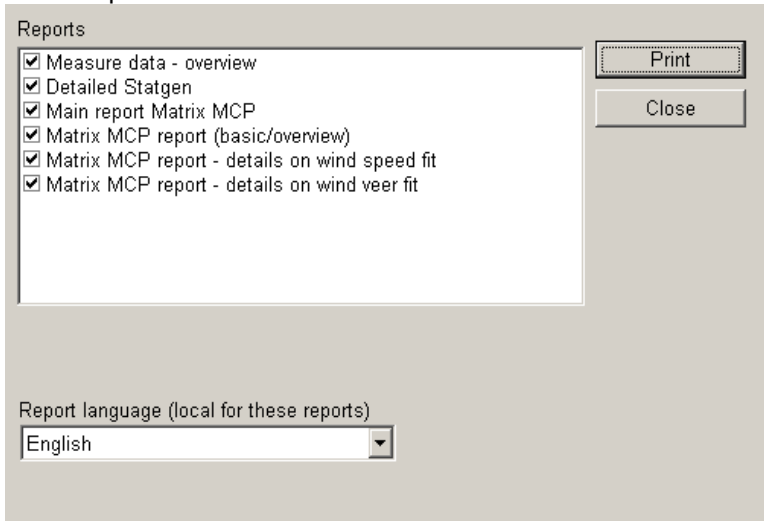 Reports
Measure data - overview
Detailed Statgen
Main report Matrix MCP
Matrix MCP report (basic/overview)
Matrix MCP report - details on wind speed fit
Matrix MCP report - details on wind veer fit
Print
Close
Report language (local for these reports)
English